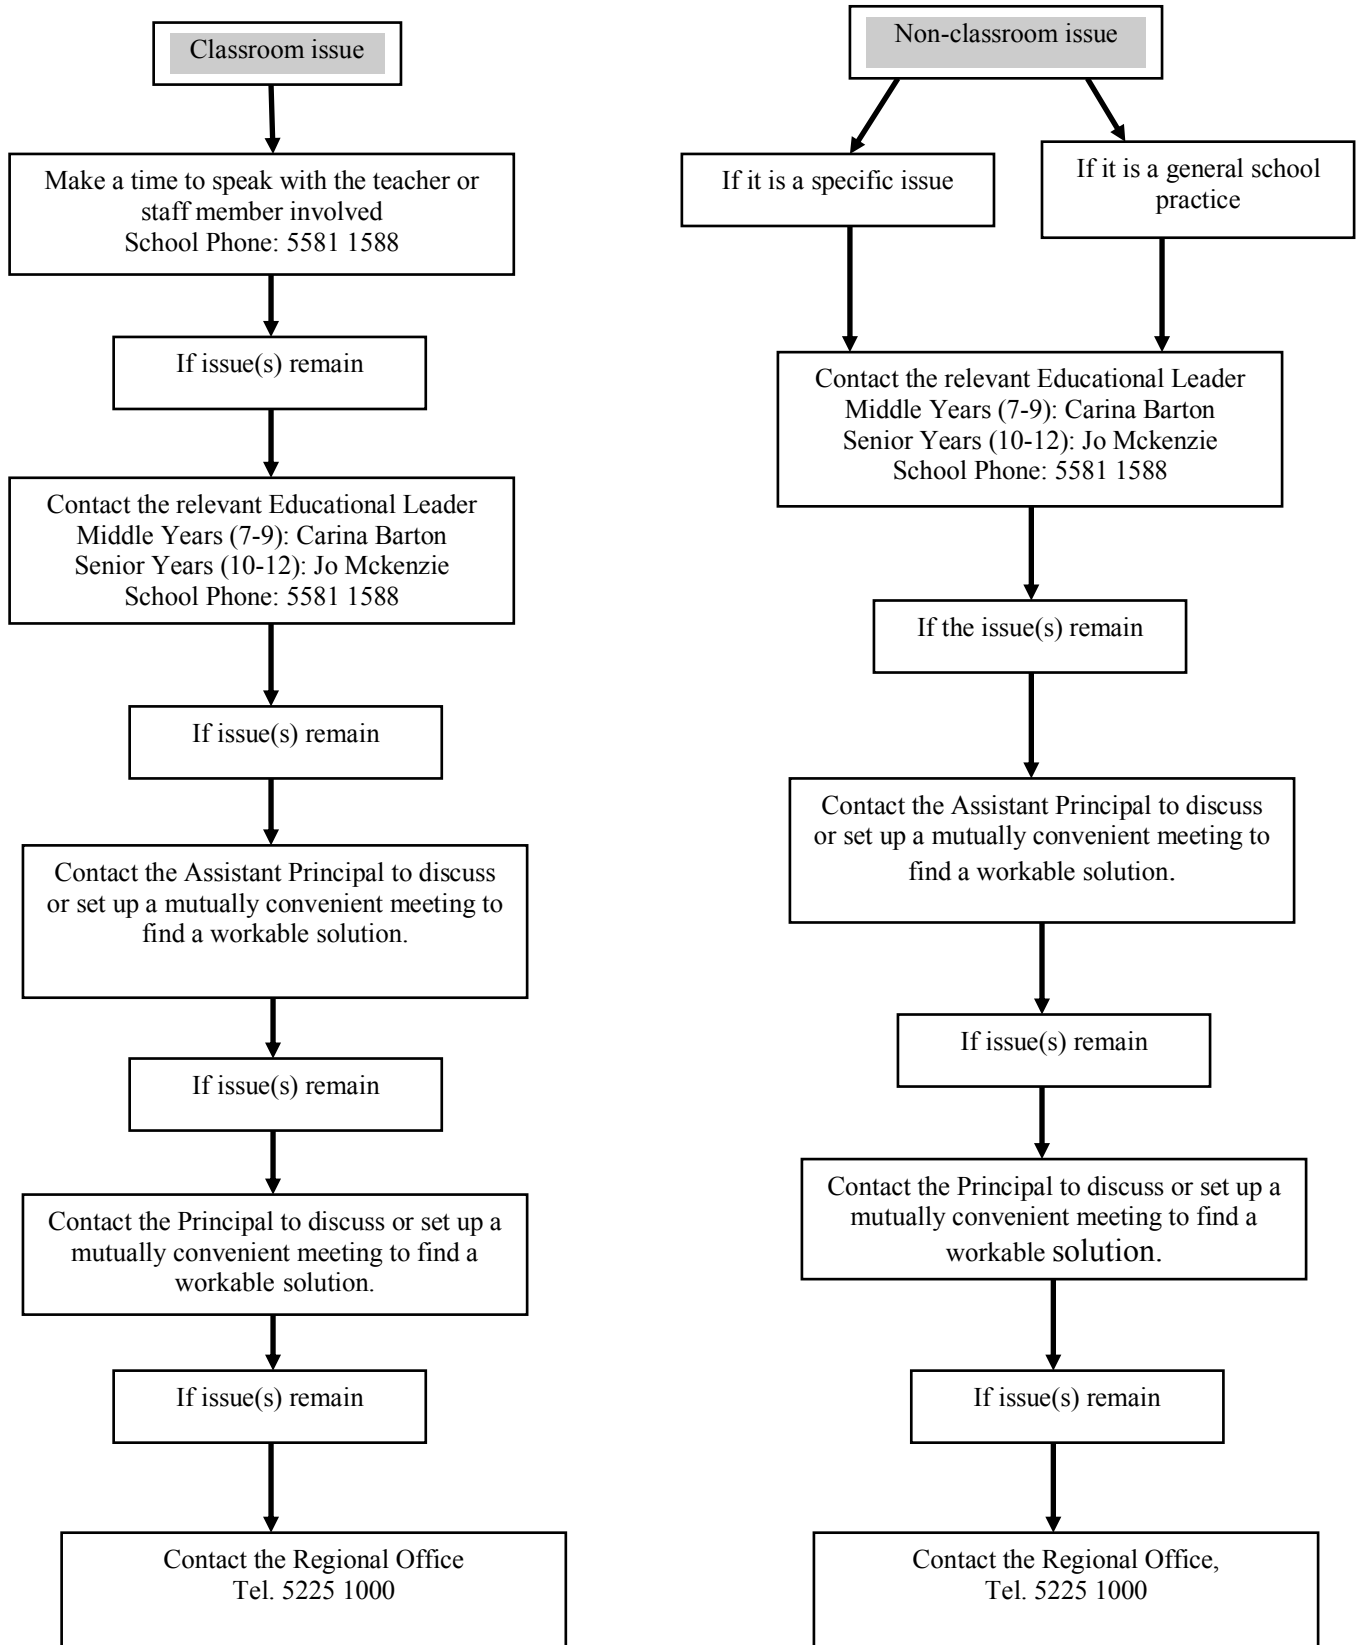 Classroom issue
Make a time to speak with the teacher or
staff member involved
School Phone: 5581 1588
If issue(s) remain
Contact the relevant Educational Leader
Middle Years (7-9): Carina Barton
Senior Years (10-12): Jo Mckenzie
School Phone: 5581 1588
If issue(s) remain
Contact the Assistant Principal to discuss
or set up a mutually convenient meeting to
find a workable solution.
If issue(s) remain
Contact the Principal to discuss or set up a
mutually convenient meeting to find a
workable solution.
If issue(s) remain
Contact the Regional Office
Tel. 5225 1000
Non-classroom issue
If it is a specific issue
If it is a general school
practice
Contact the relevant Educational Leader
Middle Years (7-9): Carina Barton
Senior Years (10-12): Jo Mckenzie
School Phone: 5581 1588
If the issue(s) remain
Contact the Assistant Principal to discuss
or set up a mutually convenient meeting to
find a workable solution.
If issue(s) remain
Contact the Principal to discuss or set up a
mutually convenient meeting to find a
workable solution.
If issue(s) remain
Contact the Regional Office,
Tel. 5225 1000